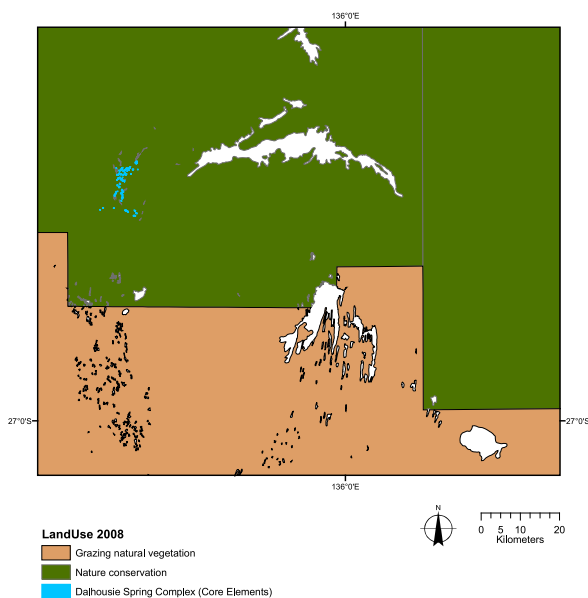 136°0'E
27°0'S
27°0'S
136°0'E
N
0 5 10 20
Kilometers
LandUse 2008
Grazing natural vegetation
Nature conservation
Dalhousie Spring Complex (Core Elements)